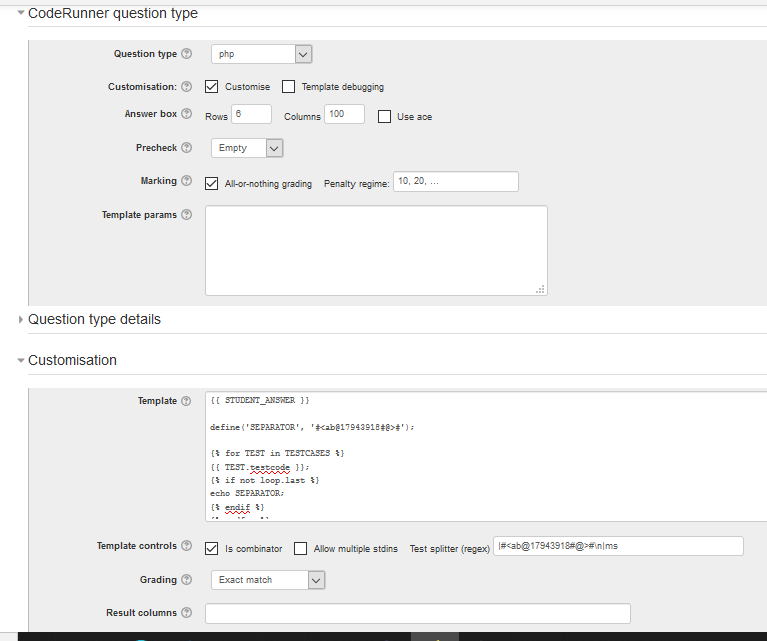 CodeRunner question type
Question type php
Customisation: Customise Template debugging
Answer box Rows 6 Columns 100 Use ace
Precheck Empty
Marking All-or-nothing grading Penalty regime: 10, 20, ...
Template params
Question type details
Customisation
Template {{ STUDENT_ANSWER }}
define('SEPARATOR', '#<ab@17943918#@>#');
{% for TEST in TESTCASES %}
{{ TEST.testcode }};
{% if not loop.last %}
echo SEPARATOR;
{% endif %}
Template controls Is combinator Allow multiple stdins Test splitter (regex) |#<ab@17943918#@>#\n|ms
Grading Exact match
Result columns